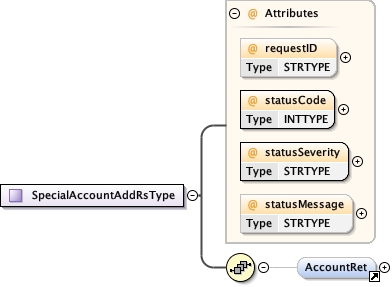 @ Attributes
@ requestID
Type STRTYPE
@ statusCode
Type INTTYPE
@ statusSeverity
Type STRTYPE
SpecialAccountAddRsType
@ statusMessage
Type STRTYPE
AccountRet